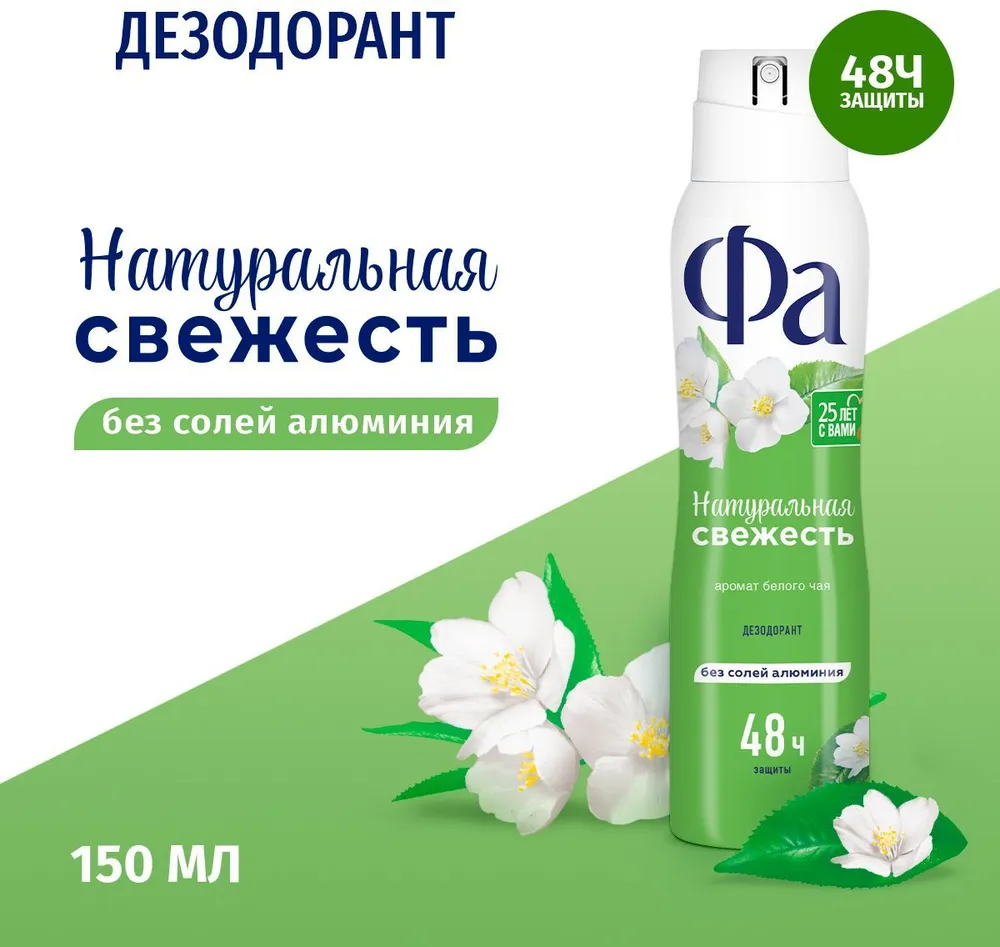 ДЕЗОДОРАНТ
48Ч
ЗАЩИТЫ
Натуральная
свежесть
без солей алюминия
Фа
25 ЛЕТ
С ВАМИ
Натуральная
свежесть
аромат белого чая
ДЕЗОДОРАНТ
без солей алюминия
48 ч
защиты
150 МЛ